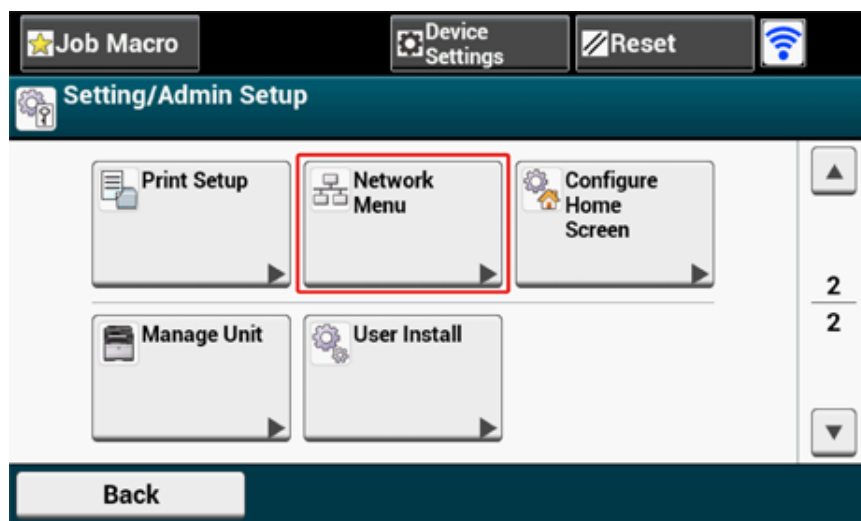 Job Macro
Device
Settings
Reset
Setting/Admin Setup
Print Setup
Network
Menu
Configure
Home
Screen
2
2
Manage Unit
User Install
Back